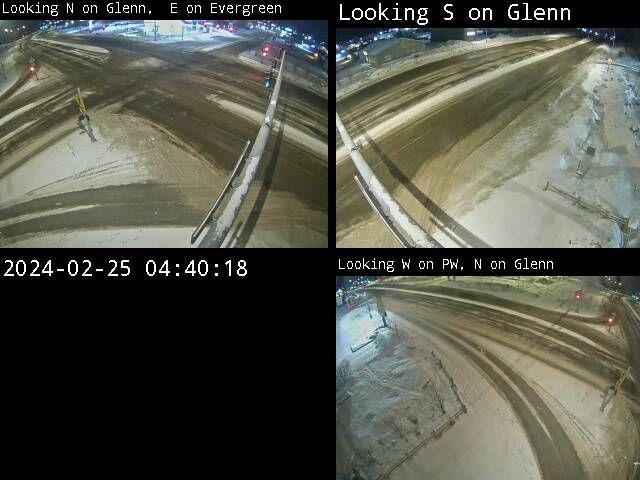 Looking N on Glenn,  E on Evergreen
Looking S on Glenn
2024-02-25 04:40:18
Looking W on PW, N on Glenn